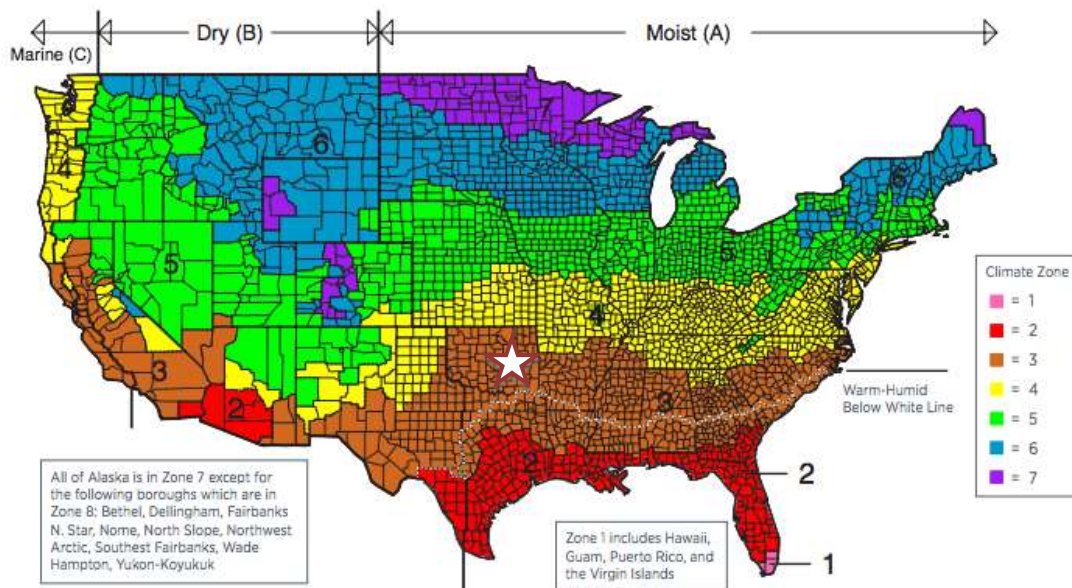 Dry (B)
Moist (A)
Marine (C)
7
6
6
4
5
5
4
3
3
2
2
2
1
Warm-Humid
Below White Line
Climate Zone
= 1
= 2
= 3
= 4
= 5
= 6
= 7
All of Alaska is in Zone 7 except for
the following boroughs which are in
Zone 8: Bethel, Dellingham, Fairbanks
N. Star, Nome, North Slope, Northwest
Arctic, Southest Fairbanks, Wade
Hampton, Yukon-Koyukuk
Zone 1 includes Hawaii,
Guam, Puerto Rico, and
the Virgin Islands